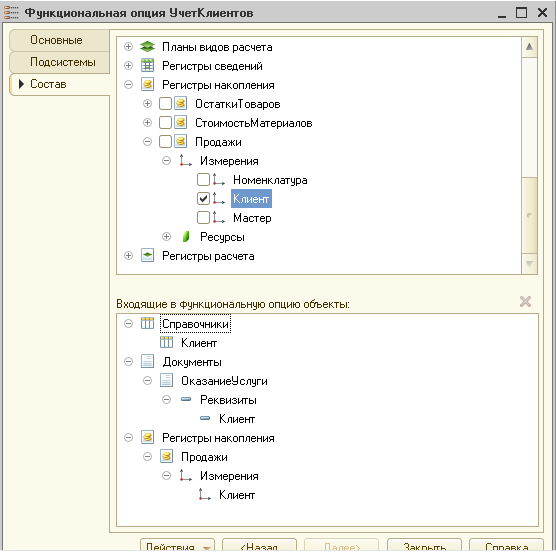 Функциональная опция УчетКлиентов
Основные
Подсистемы
Состав
Планы видов расчета
Регистры сведений
Регистры накопления
ОстаткиТоваров
СтоимостьМатериалов
Продажи
Измерения
Номенклатура
Клиент
Мастер
Ресурсы
Регистры расчета
Входящие в функциональную опцию объекты:
Справочники
Клиент
Документы
ОказаниеУслуги
Реквизиты
Клиент
Регистры накопления
Продажи
Измерения
Клиент
Действия <Назад Далее> Закрыть Справка